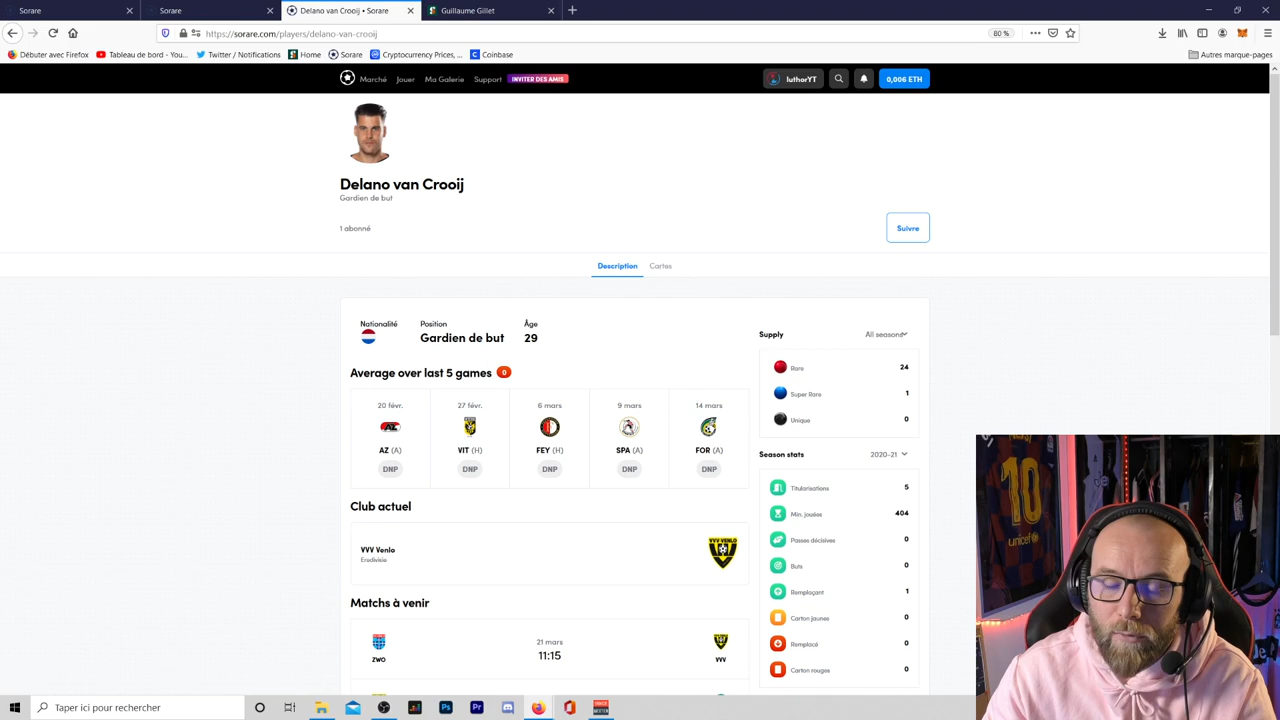 Sorare
Sorare
Delano van Crooij • Sorare
Guillaume Gillet
https://sorare.com/players/delano-van-crooij
80 %
Débuter avec Firefox
Tableau de bord - You...
Twitter / Notifications
Home
Sorare
Cryptocurrency Prices, ...
Coinbase
Autres marque-pages
Marché
Jouer
Ma Galerie
Support
INVITER DES AMIS
luthorYT
0,006 ETH
Delano van Crooij
Gardien de but
1 abonné
Suivre
Description
Cartes
Nationalité
Position
Âge
Gardien de but
29
Average over last 5 games 0
20 févr.
27 févr.
6 mars
9 mars
14 mars
AZ (A)
VIT (H)
FEY (H)
SPA (A)
FOR (A)
DNP
DNP
DNP
DNP
DNP
Club actuel
VVV Venlo
Eredivisie
VVV VENLO
Matchs à venir
21 mars
11:15
ZWO
VVV
Supply
All seasons
Rare 24
Super Rare 1
Unique 0
Season stats
2020-21
Titularisations 5
Min. jouées 404
Passes décisives 0
Buts 0
Remplaçant 1
Carton jaunes 0
Remplacé 0
Carton rouges 0
10
unicef
Taper ici pour rechercher